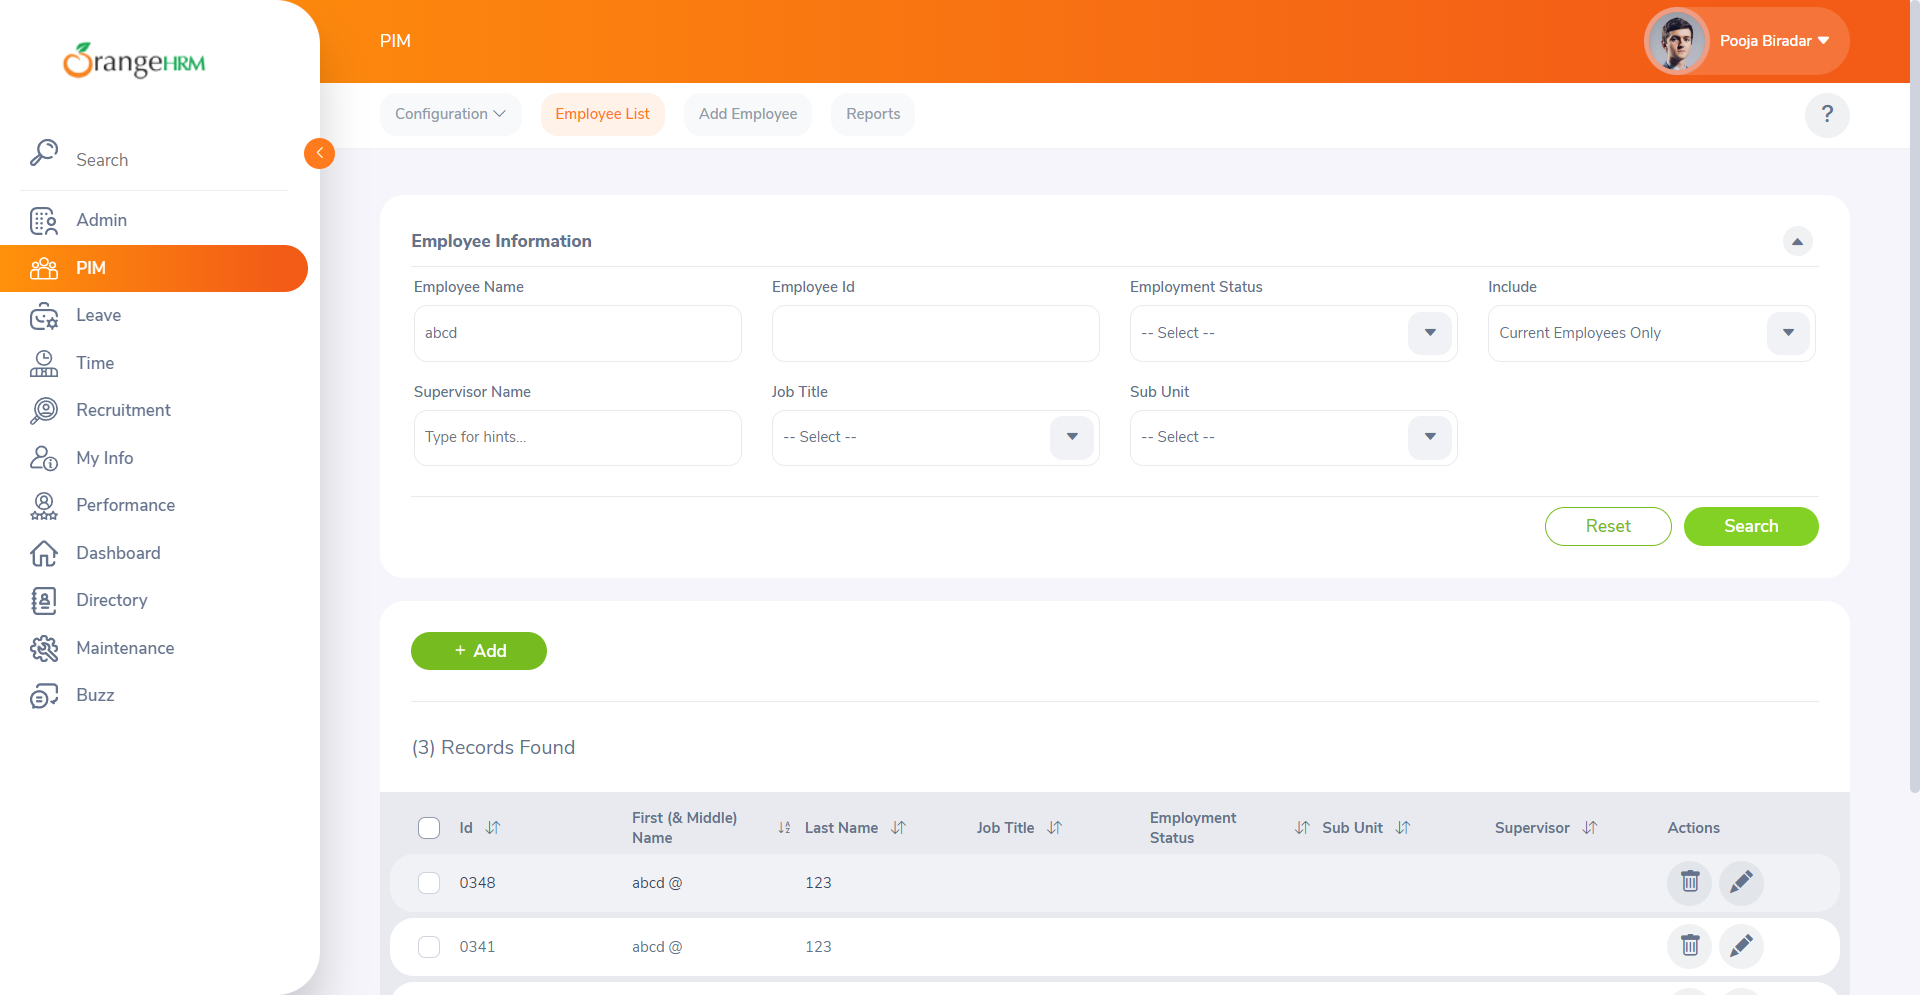 OrangeHRM
PIM
Pooja Biradar
Configuration
Employee List
Add Employee
Reports
?
Search
Admin
PIM
Leave
Time
Recruitment
My Info
Performance
Dashboard
Directory
Maintenance
Buzz
Employee Information
Employee Name
Employee Id
Employment Status
Include
abcd
-- Select --
Current Employees Only
Supervisor Name
Job Title
Sub Unit
Type for hints...
-- Select --
-- Select --
Reset
Search
+ Add
(3) Records Found
Id
First (& Middle)
Name
Last Name
Job Title
Employment
Status
Sub Unit
Supervisor
Actions
0348
abcd @
123
0341
abcd @
123